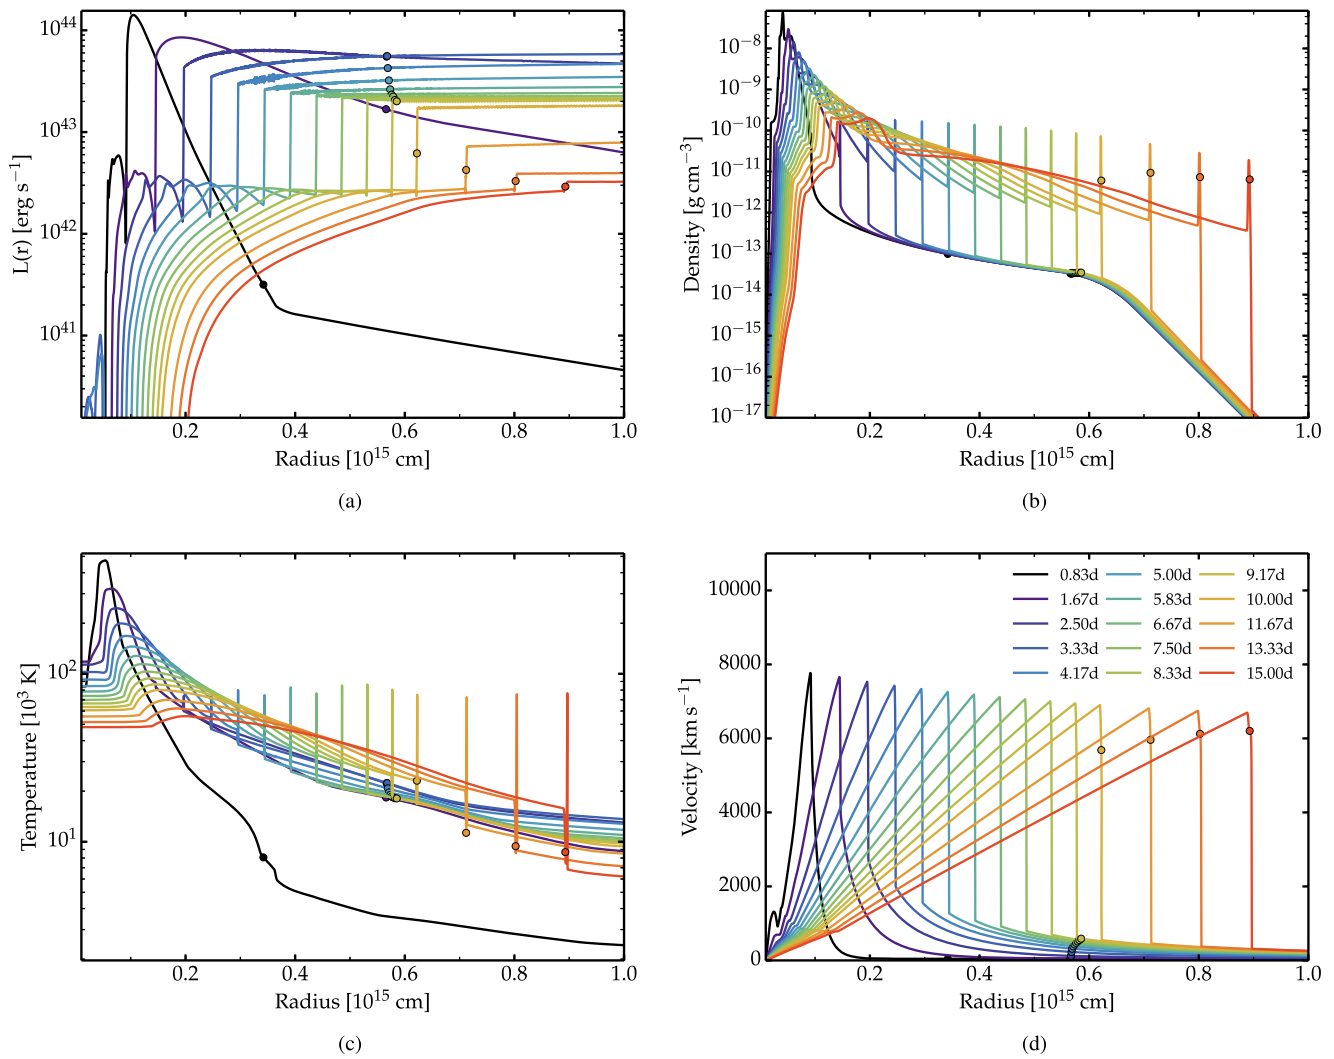 10^44
10^43
10^42
10^41
L(r) [erg s^−1]
0.2 0.4 0.6 0.8 1.0
Radius [10^15 cm]
(a)
10^−8
10^−9
10^−10
10^−11
10^−12
10^−13
10^−14
10^−15
10^−16
10^−17
Density [g cm^−3]
0.2 0.4 0.6 0.8 1.0
Radius [10^15 cm]
(b)
10^2
10^1
Temperature [10^3 K]
0.2 0.4 0.6 0.8 1.0
Radius [10^15 cm]
(c)
10000
8000
6000
4000
2000
0
Velocity [km s^−1]
0.83d 5.00d 9.17d
1.67d 5.83d 10.00d
2.50d 6.67d 11.67d
3.33d 7.50d 13.33d
4.17d 8.33d 15.00d
0.2 0.4 0.6 0.8 1.0
Radius [10^15 cm]
(d)